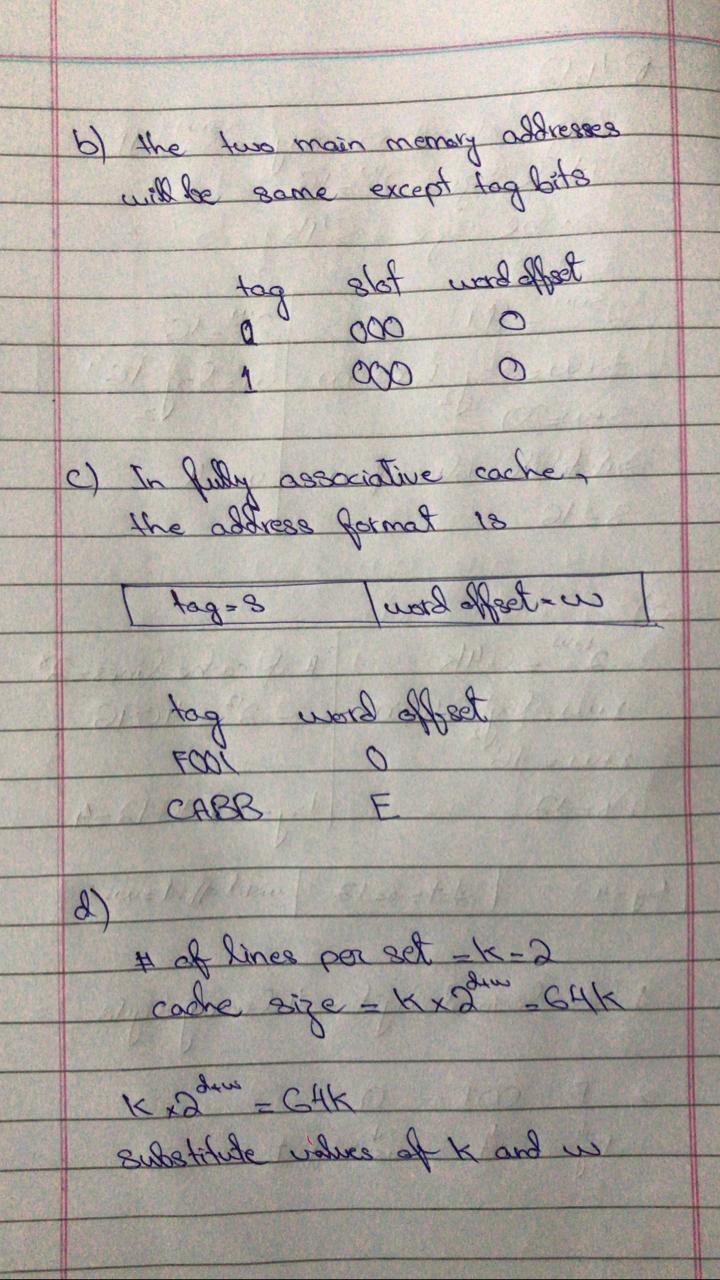 b) the two main memory addresses
will be same except tag bits
tag slot word offset
0 000 0
1 000 0
c) In fully associative cache,
the address format is
tag = s word offset = w
tag word offset
F001 0
CABB E
d)
# of lines per set = k = 2
cache size = k x 2^d+w = 64k
k x 2^d+w = 64k
substitute values of k and w